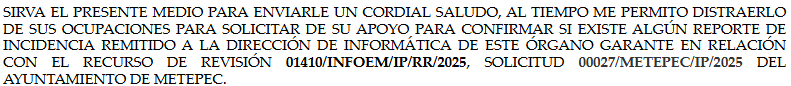 SIRVA EL PRESENTE MEDIO PARA ENVIARLE UN CORDIAL SALUDO, AL TIEMPO ME PERMITO DISTRAERLO
DE SUS OCUPACIONES PARA SOLICITAR DE SU APOYO PARA CONFIRMAR SI EXISTE ALGÚN REPORTE DE
INCIDENCIA REMITIDO A LA DIRECCIÓN DE INFORMÁTICA DE ESTE ÓRGANO GARANTE EN RELACIÓN
CON EL RECURSO DE REVISIÓN 01410/INFOEM/IP/RR/2025, SOLICITUD 00027/METEPEC/IP/2025 DEL
AYUNTAMIENTO DE METEPEC.